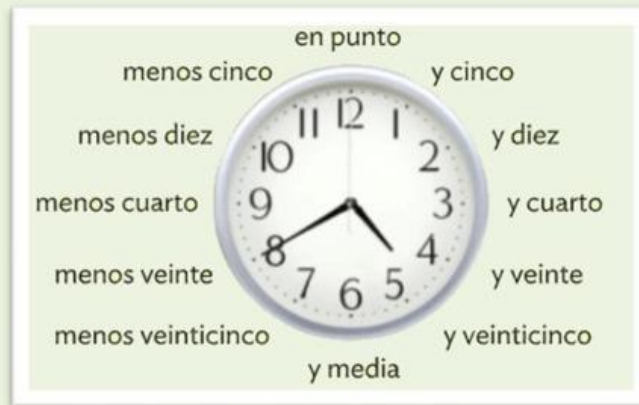 en punto
menos cinco
y cinco
menos diez
y diez
menos cuarto
y cuarto
menos veinte
y veinte
menos veinticinco
y veinticinco
y media
12
1
2
3
4
5
6
7
8
9
10
11